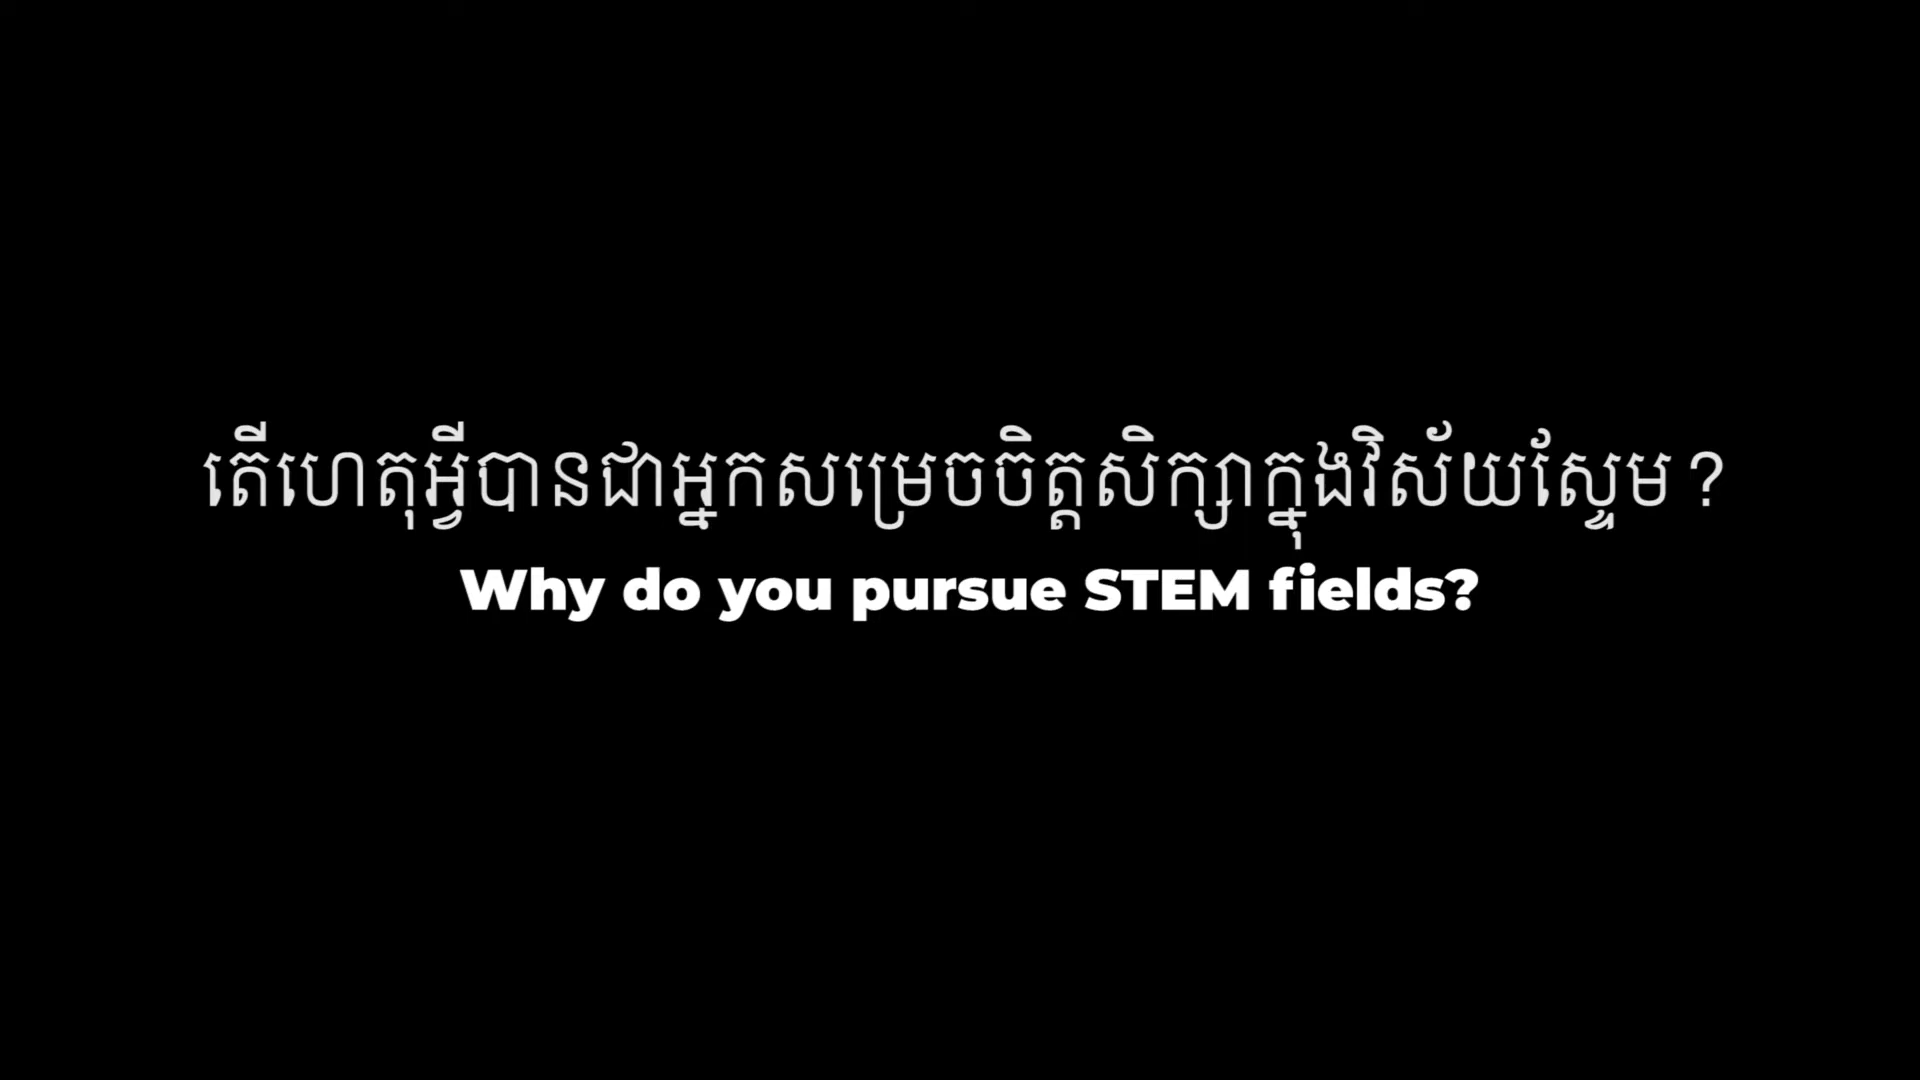 តើហេតុអ្វីបានជាអ្នកសម្រេចចិត្តសិក្សាក្នុងវិស័យស្ទែម?
Why do you pursue STEM fields?